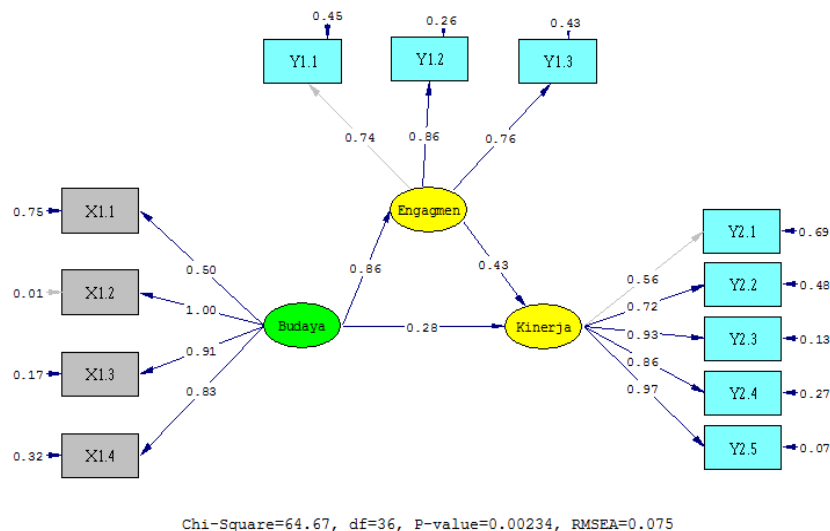 0.45
0.26
0.43
Y1.1
Y1.2
Y1.3
0.74
0.86
0.76
0.75
X1.1
Engagmen
Y2.1
0.69
0.50
0.86
0.43
0.56
0.01
X1.2
1.00
0.72
Y2.2
0.48
Budaya
0.28
Kinerja
0.93
Y2.3
0.13
0.17
X1.3
0.91
0.86
Y2.4
0.27
0.83
0.97
0.32
X1.4
Y2.5
0.07
Chi-Square=64.67, df=36, P-value=0.00234, RMSEA=0.075